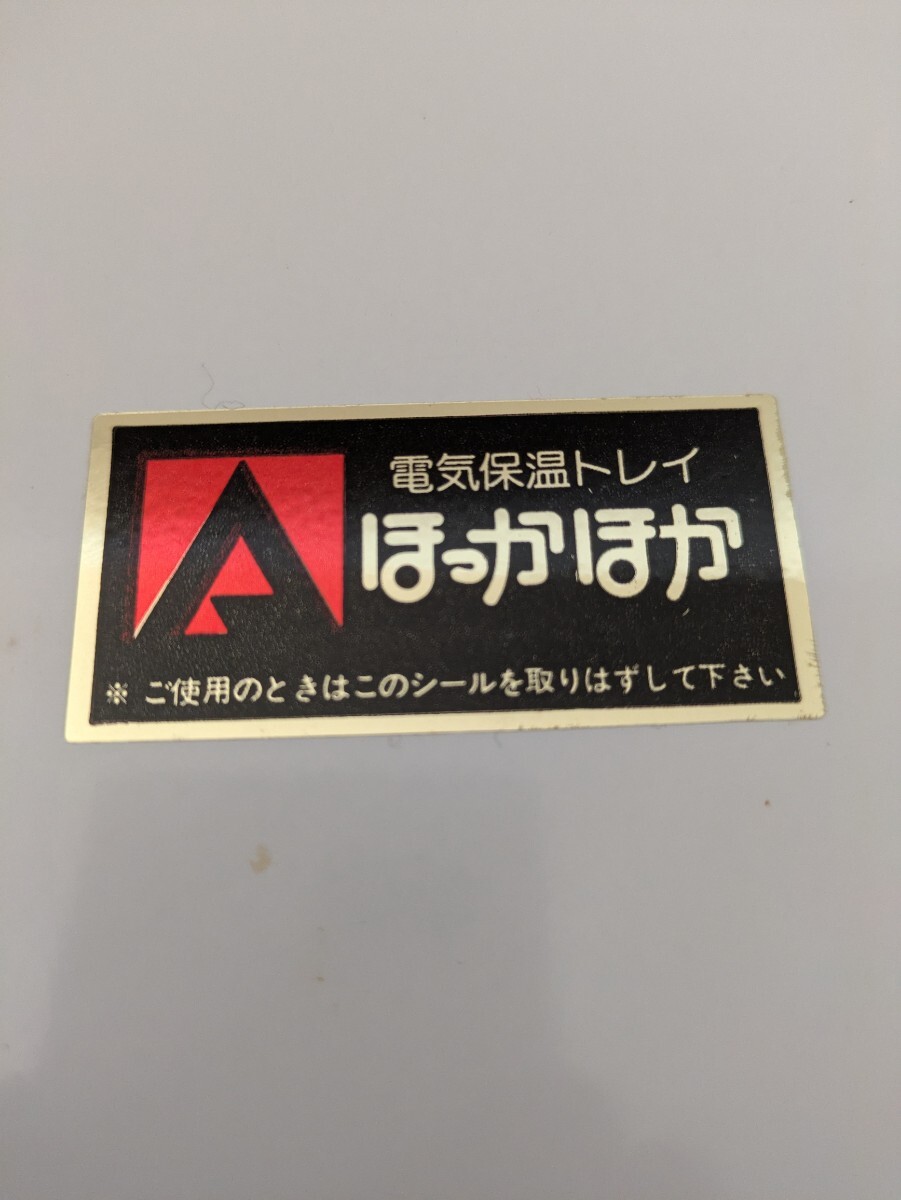 電気保温トレイ
ほっかほか
※ ご使用のときはこのシールを取りはずして下さい